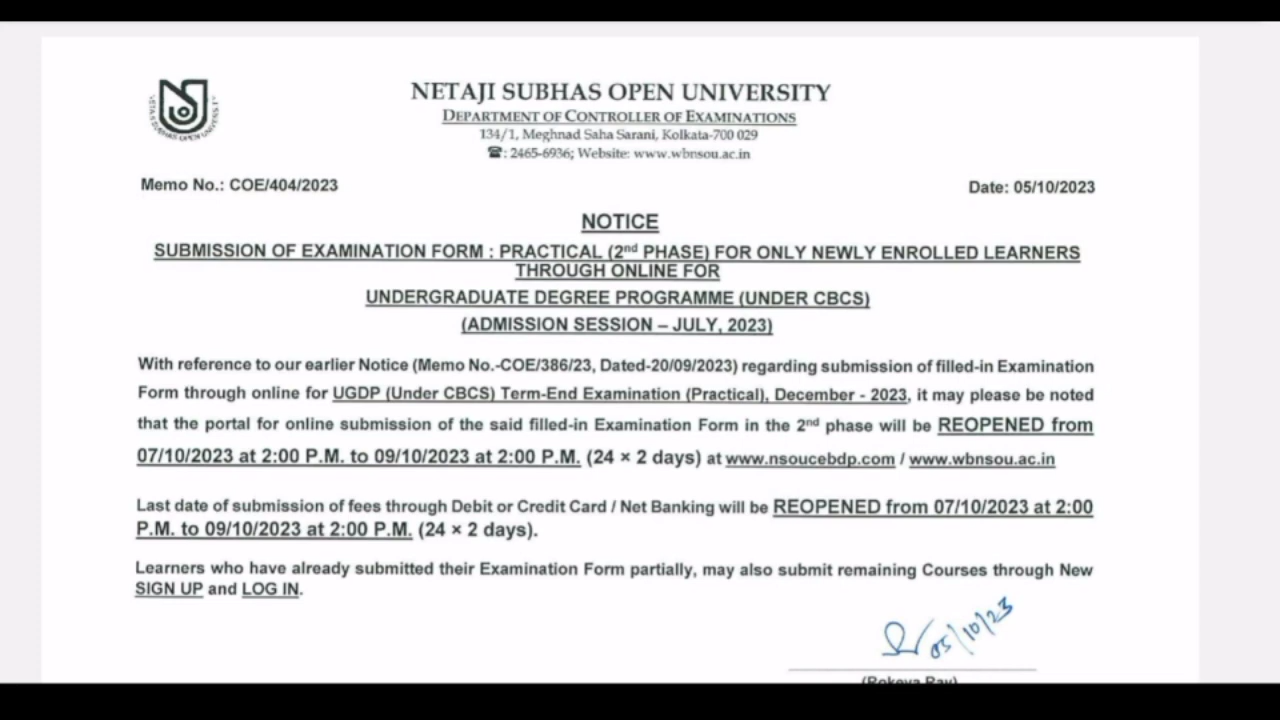 NETAJI SUBHAS OPEN UNIVERSITY
DEPARTMENT OF CONTROLLER OF EXAMINATIONS
134/1, Meghnad Saha Sarani, Kolkata-700 029
☎: 2465-6936; Website: www.wbnsou.ac.in
Memo No.: COE/404/2023 Date: 05/10/2023
NOTICE
SUBMISSION OF EXAMINATION FORM : PRACTICAL (2nd PHASE) FOR ONLY NEWLY ENROLLED LEARNERS
THROUGH ONLINE FOR
UNDERGRADUATE DEGREE PROGRAMME (UNDER CBCS)
(ADMISSION SESSION – JULY, 2023)
With reference to our earlier Notice (Memo No.-COE/386/23, Dated-20/09/2023) regarding submission of filled-in Examination
Form through online for UGDP (Under CBCS) Term-End Examination (Practical), December - 2023, it may please be noted
that the portal for online submission of the said filled-in Examination Form in the 2nd phase will be REOPENED from
07/10/2023 at 2:00 P.M. to 09/10/2023 at 2:00 P.M. (24 × 2 days) at www.nsoucebdp.com / www.wbnsou.ac.in
Last date of submission of fees through Debit or Credit Card / Net Banking will be REOPENED from 07/10/2023 at 2:00
P.M. to 09/10/2023 at 2:00 P.M. (24 × 2 days).
Learners who have already submitted their Examination Form partially, may also submit remaining Courses through New
SIGN UP and LOG IN.
05/10/23